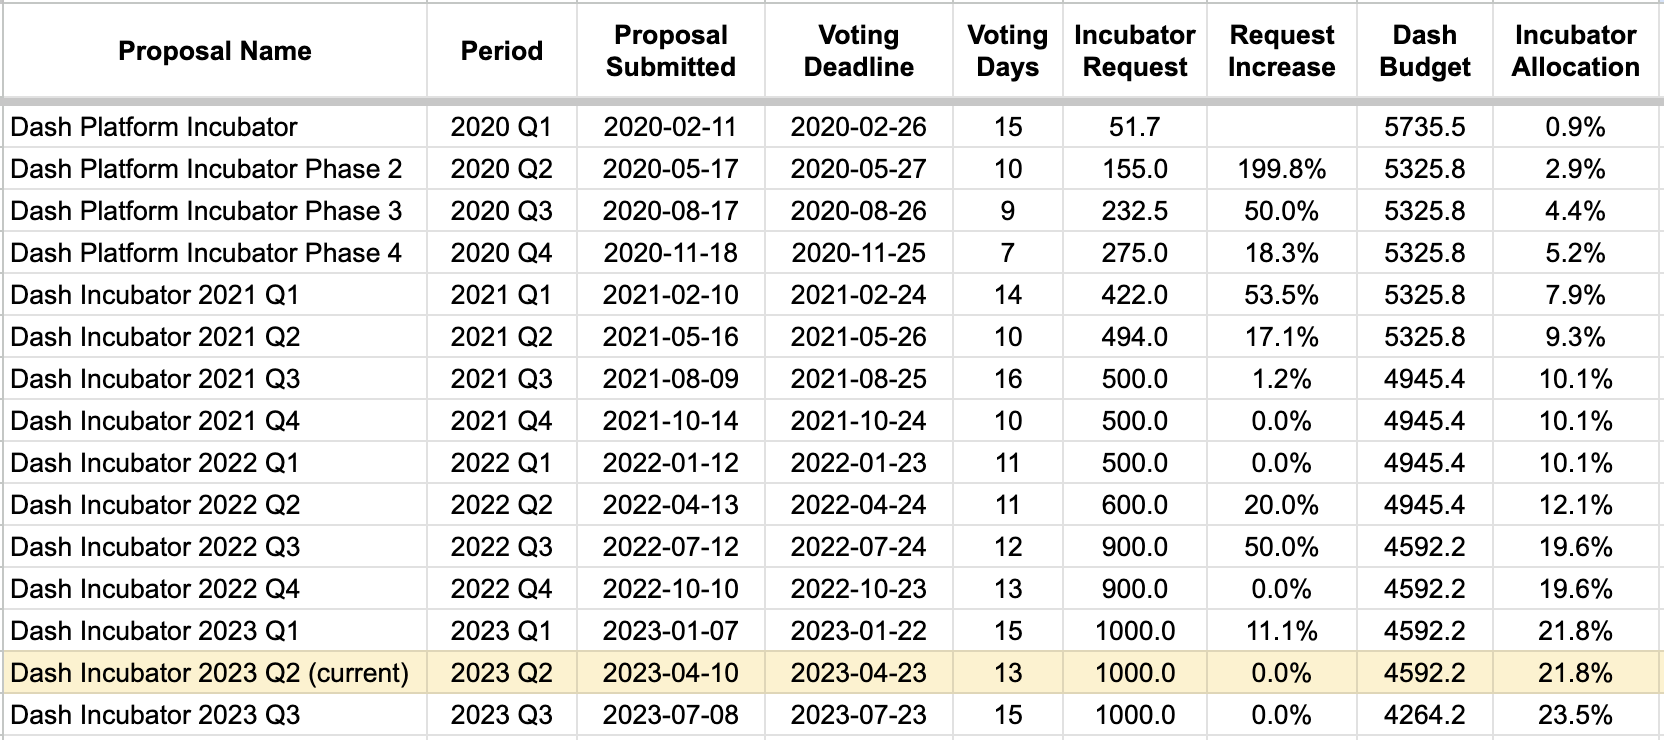 Proposal Name Period Proposal Submitted Voting Deadline Voting Days Incubator Request Request Increase Dash Budget Incubator Allocation
Dash Platform Incubator 2020 Q1 2020-02-11 2020-02-26 15 51.7 5735.5 0.9%
Dash Platform Incubator Phase 2 2020 Q2 2020-05-17 2020-05-27 10 155.0 199.8% 5325.8 2.9%
Dash Platform Incubator Phase 3 2020 Q3 2020-08-17 2020-08-26 9 232.5 50.0% 5325.8 4.4%
Dash Platform Incubator Phase 4 2020 Q4 2020-11-18 2020-11-25 7 275.0 18.3% 5325.8 5.2%
Dash Incubator 2021 Q1 2021 Q1 2021-02-10 2021-02-24 14 422.0 53.5% 5325.8 7.9%
Dash Incubator 2021 Q2 2021 Q2 2021-05-16 2021-05-26 10 494.0 17.1% 5325.8 9.3%
Dash Incubator 2021 Q3 2021 Q3 2021-08-09 2021-08-25 16 500.0 1.2% 4945.4 10.1%
Dash Incubator 2021 Q4 2021 Q4 2021-10-14 2021-10-24 10 500.0 0.0% 4945.4 10.1%
Dash Incubator 2022 Q1 2022 Q1 2022-01-12 2022-01-23 11 500.0 0.0% 4945.4 10.1%
Dash Incubator 2022 Q2 2022 Q2 2022-04-13 2022-04-24 11 600.0 20.0% 4945.4 12.1%
Dash Incubator 2022 Q3 2022 Q3 2022-07-12 2022-07-24 12 900.0 50.0% 4592.2 19.6%
Dash Incubator 2022 Q4 2022 Q4 2022-10-10 2022-10-23 13 900.0 0.0% 4592.2 19.6%
Dash Incubator 2023 Q1 2023 Q1 2023-01-07 2023-01-22 15 1000.0 11.1% 4592.2 21.8%
Dash Incubator 2023 Q2 (current) 2023 Q2 2023-04-10 2023-04-23 13 1000.0 0.0% 4592.2 21.8%
Dash Incubator 2023 Q3 2023 Q3 2023-07-08 2023-07-23 15 1000.0 0.0% 4264.2 23.5%